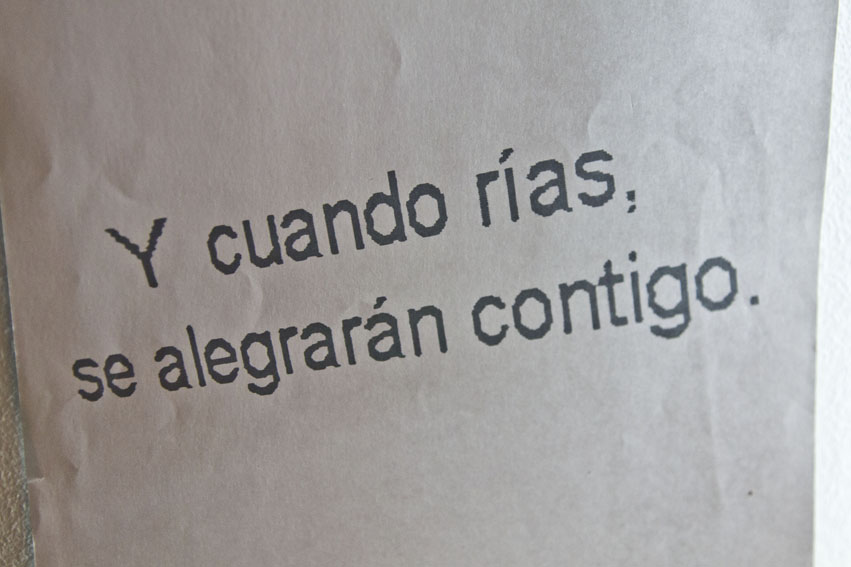 Y cuando rías,
se alegrarán contigo.